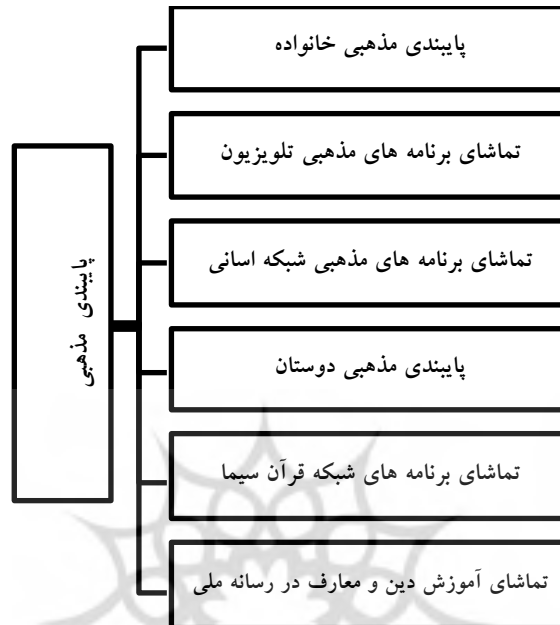 پایبندی مذهبی خانواده
تماشای برنامه های مذهبی تلویزیون
تماشای برنامه های مذهبی شبکه اسانی
پایبندی مذهبی دوستان
تماشای برنامه های شبکه قرآن سیما
تماشای آموزش دین و معارف در رسانه ملی
پایبندی مذهبی